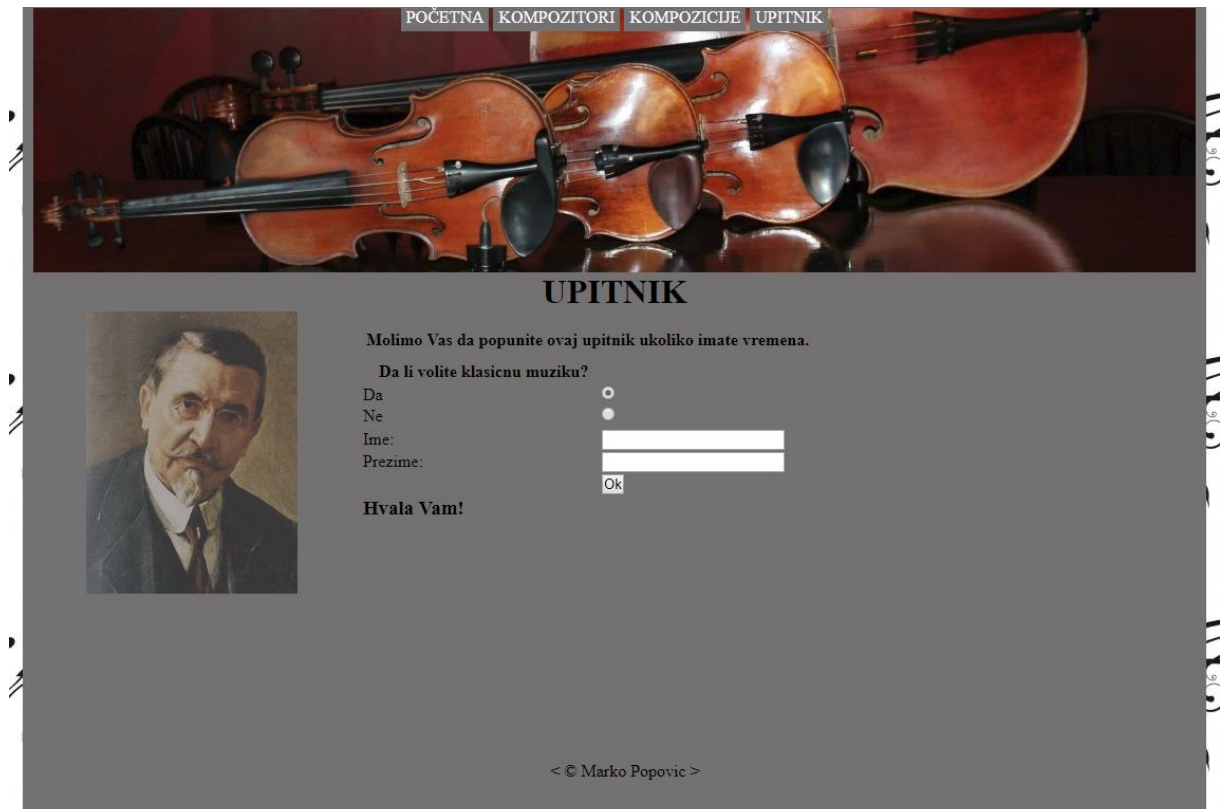 POČETNA KOMPOZITORI KOMPOZICIJE UPITNIK
UPITNIK
Molimo Vas da popunite ovaj upitnik ukoliko imate vremena.
Da li volite klasicnu muziku?
Da
Ne
Ime:
Prezime:
Ok
Hvala Vam!
< © Marko Popovic >